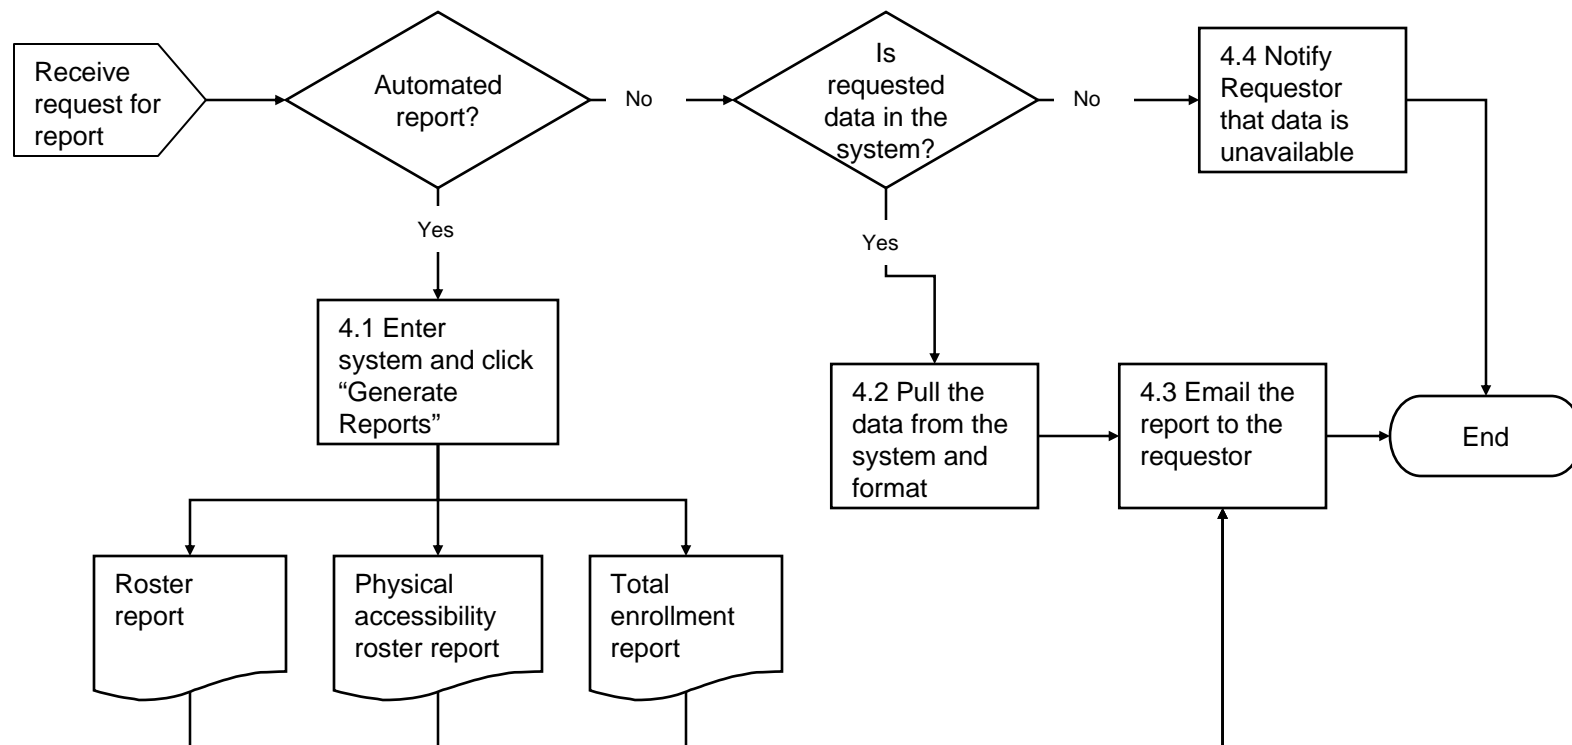 Receive
request for
report
Automated
report?
No
Is
requested
data in the
system?
No
4.4 Notify
Requestor
that data is
unavailable
Yes
Yes
4.1 Enter
system and click
“Generate
Reports”
4.2 Pull the
data from the
system and
format
4.3 Email the
report to the
requestor
End
Roster
report
Physical
accessibility
roster report
Total
enrollment
report